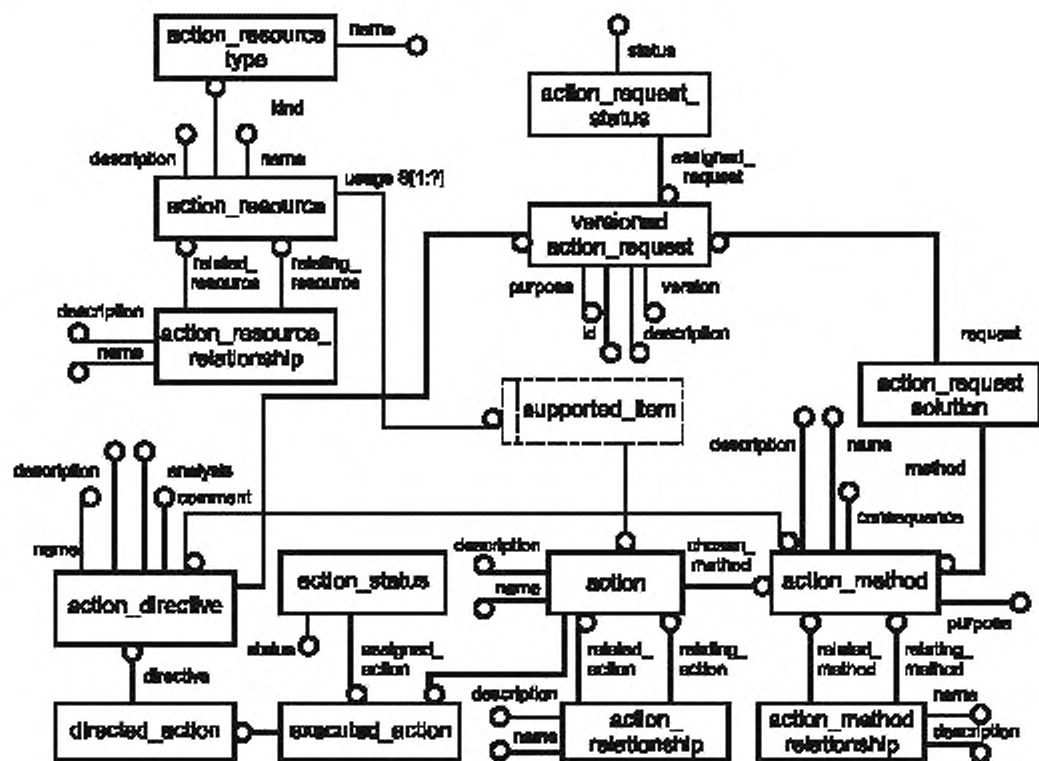 action_resource
type
name
kind
description
name
action_resource
usage S[1:?]
related_
resource
relating_
resource
description
name
action_resource_
relationship
status
action_request_
status
assigned_
request
versioned
action_request
purpose
version
id
description
request
action_request
solution
supported_item
description
name
method
consequence
description
analysis
comment
name
action_directive
directive
directed_action
action_status
status
assigned_
action
executed_action
description
name
action
chosen_
method
related_
action
relating_
action
description
name
action_
relationship
action_method
purpose
related_
method
relating_
method
name
description
action_method
relationship